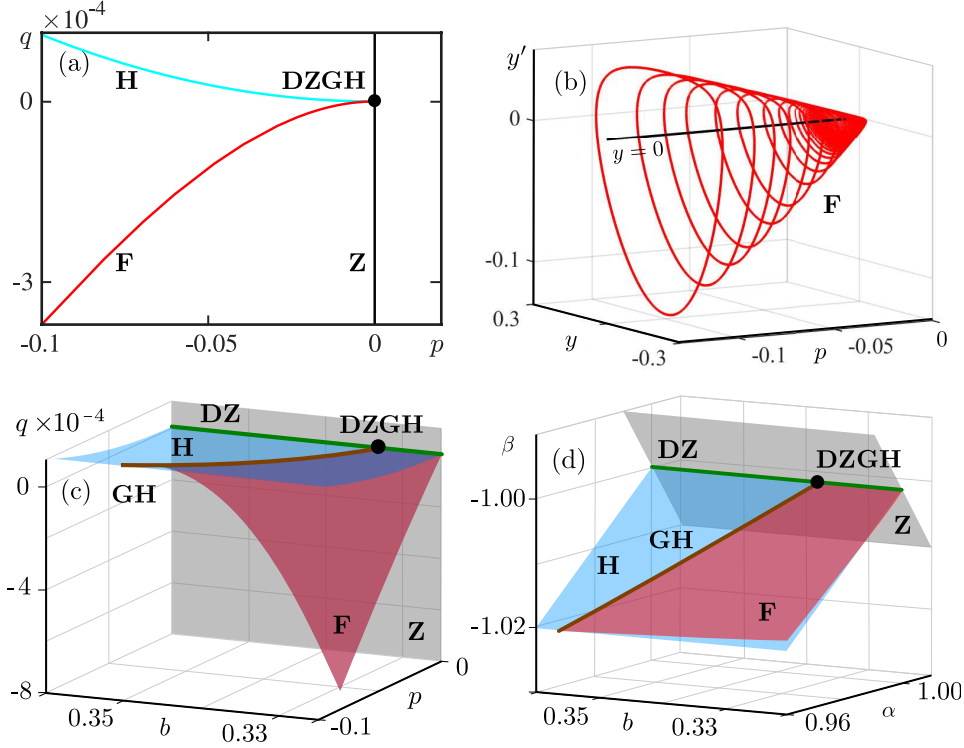 q ×10⁻⁴
(a)
H
DZGH
0
F
Z
-3
-0.1
-0.05
0
p
y′
(b)
0
y = 0
F
-0.1
0.3
y
-0.3
-0.1
p
-0.05
0
q ×10⁻⁴
DZ
DZGH
H
0
(c)
GH
-4
F
Z
-8
0.35
b
0.33
-0.1
p
0
β
(d)
DZ
DZGH
-1.00
Z
GH
H
F
-1.02
0.35
b
0.33
0.96
α
1.00